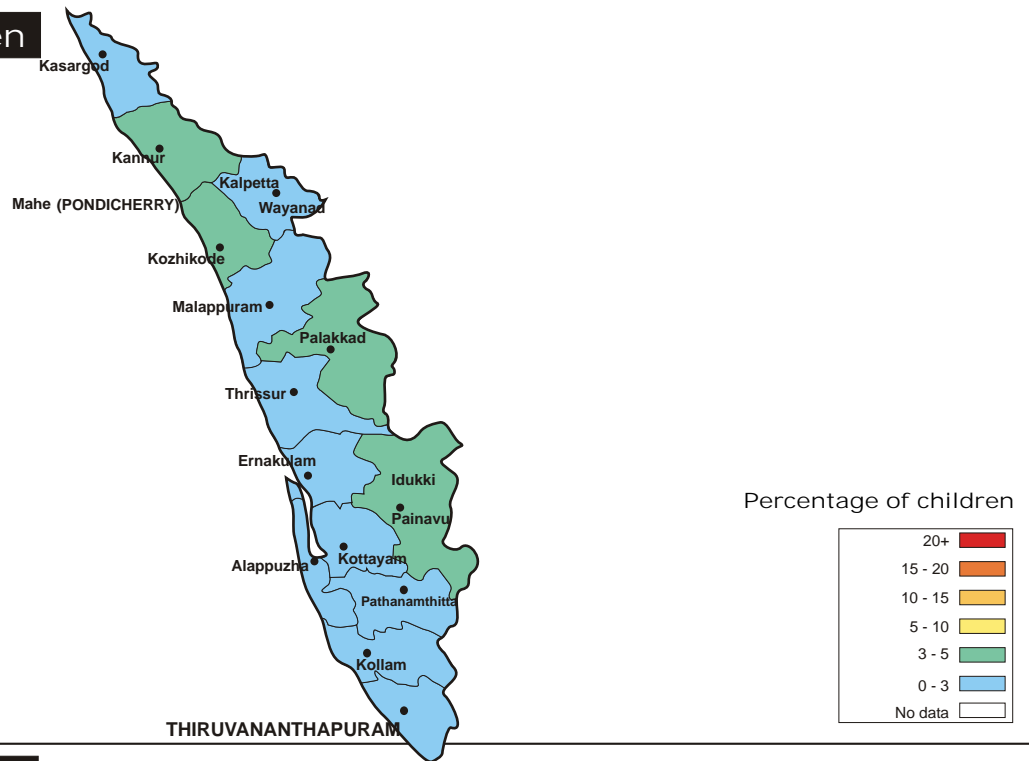 en
Kasargod
Kannur
Kalpetta
Mahe (PONDICHERRY)
Wayanad
Kozhikode
Malappuram
Palakkad
Thrissur
Ernakulam
Idukki
Painavu
Kottayam
Alappuzha
Pathanamthitta
Kollam
THIRUVANANTHAPURAM
Percentage of children
20+
15 - 20
10 - 15
5 - 10
3 - 5
0 - 3
No data